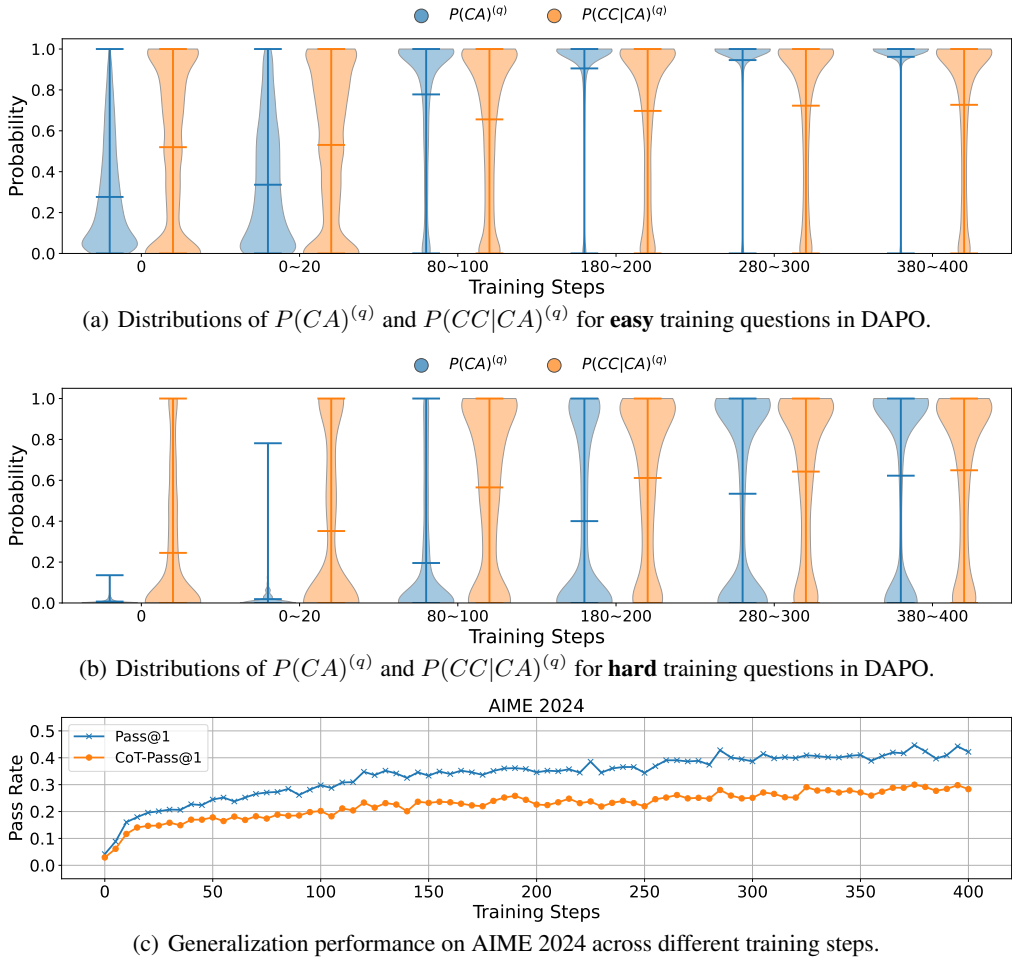 P(CA)^(q) P(CC|CA)^(q)
Probability
1.0
0.8
0.6
0.4
0.2
0.0
0 0~20 80~100 180~200 280~300 380~400
Training Steps
(a) Distributions of P(CA)^(q) and P(CC|CA)^(q) for easy training questions in DAPO.
P(CA)^(q) P(CC|CA)^(q)
Probability
1.0
0.8
0.6
0.4
0.2
0.0
0 0~20 80~100 180~200 280~300 380~400
Training Steps
(b) Distributions of P(CA)^(q) and P(CC|CA)^(q) for hard training questions in DAPO.
AIME 2024
Pass@1
CoT-Pass@1
Pass Rate
0.5
0.4
0.3
0.2
0.1
0.0
0 50 100 150 200 250 300 350 400
Training Steps
(c) Generalization performance on AIME 2024 across different training steps.